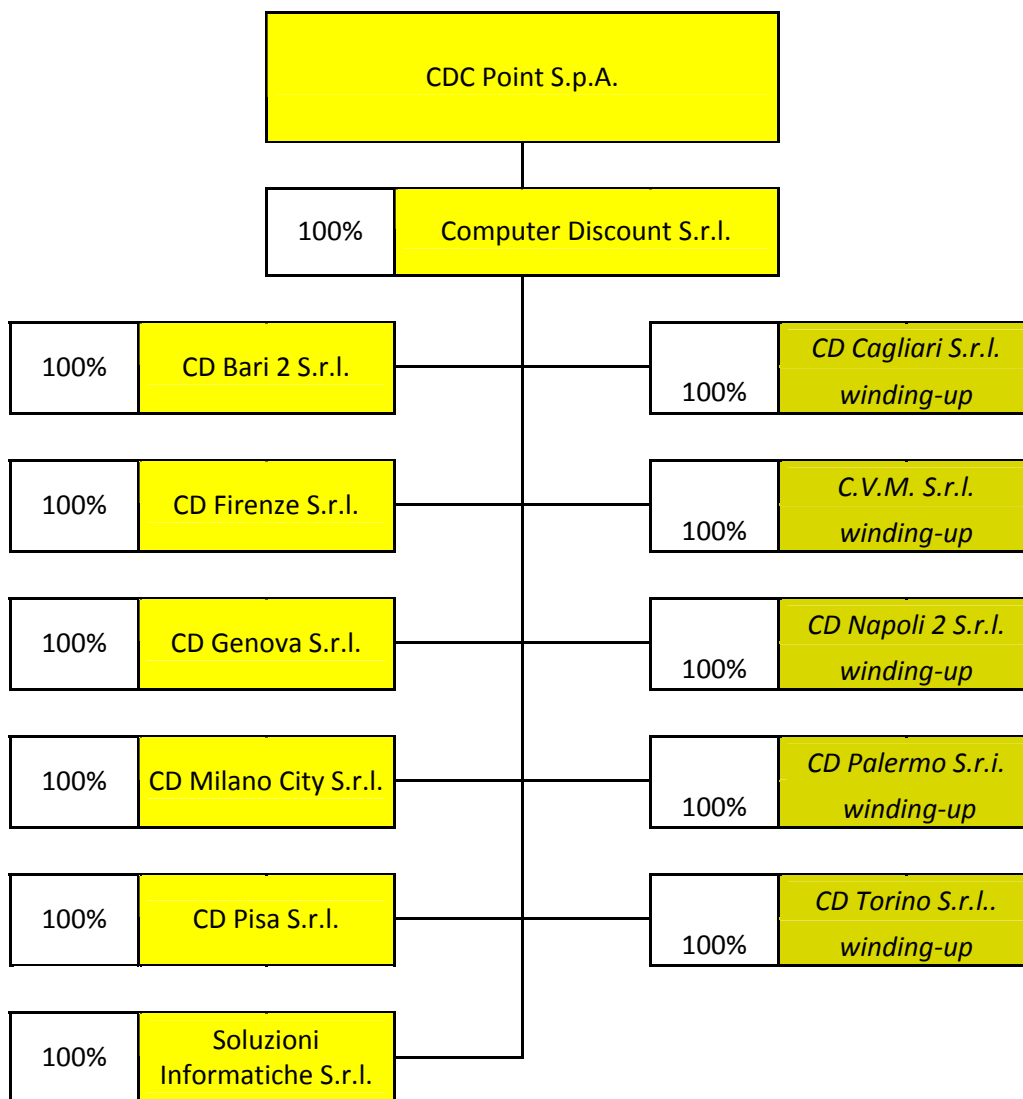 CDC Point S.p.A.
100%
Computer Discount S.r.l.
100%
CD Bari 2 S.r.l.
100%
CD Cagliari S.r.l.
winding-up
100%
CD Firenze S.r.l.
100%
C.V.M. S.r.l.
winding-up
100%
CD Genova S.r.l.
100%
CD Napoli 2 S.r.l.
winding-up
100%
CD Milano City S.r.l.
100%
CD Palermo S.r.i.
winding-up
100%
CD Pisa S.r.l.
100%
CD Torino S.r.l..
winding-up
100%
Soluzioni
Informatiche S.r.l.